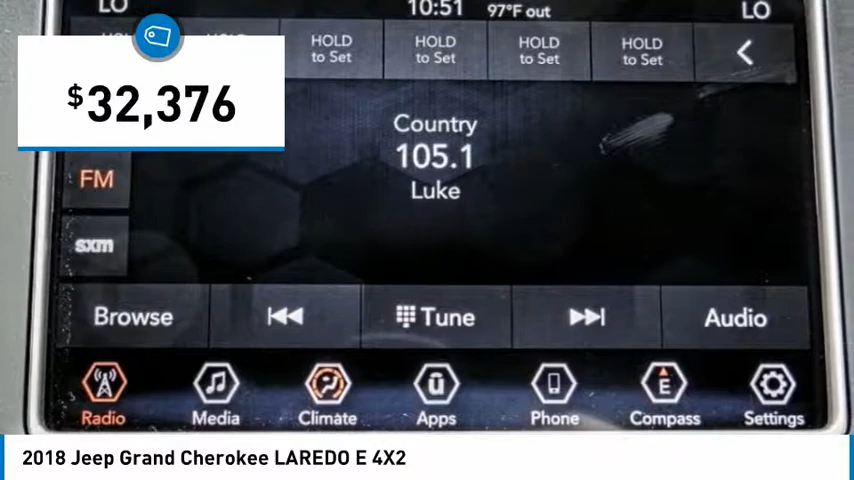 LO 10:51 97°F out LO
$32,376
HOLD to Set HOLD to Set HOLD to Set HOLD to Set
Country
105.1
Luke
FM
sxm
Browse Tune Audio
Radio Media Climate Apps Phone E Compass Settings
2018 Jeep Grand Cherokee LAREDO E 4X2